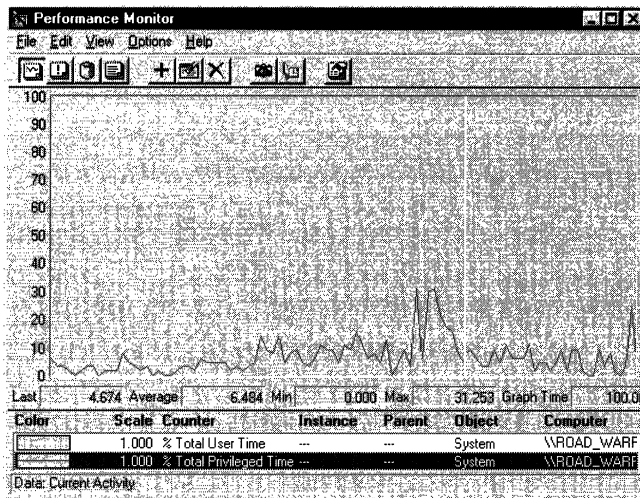 Performance Monitor
File Edit View Options Help
100
90
80
70
60
50
40
30
20
10
0
Last 4.674 Average 6.484 Min 0.000 Max 31.253 Graph Time 100.0
Color Scale Counter Instance Parent Object Computer
1.000 % Total User Time --- --- System \\ROAD_WARF
1.000 % Total Privileged Time --- --- System \\ROAD_WARF
Data: Current Activity